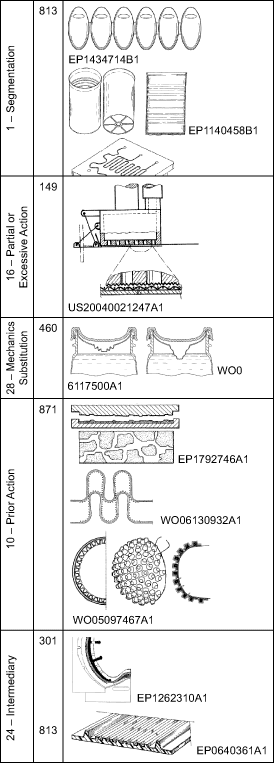 1 – Segmentation
813
EP1434714B1
EP1140458B1
16 – Partial or
Excessive Action
149
US20040021247A1
28 – Mechanics
Substitution
460
WO0
6117500A1
10 – Prior Action
871
EP1792746A1
WO06130932A1
WO05097467A1
24 – Intermediary
301
EP1262310A1
813
EP0640361A1